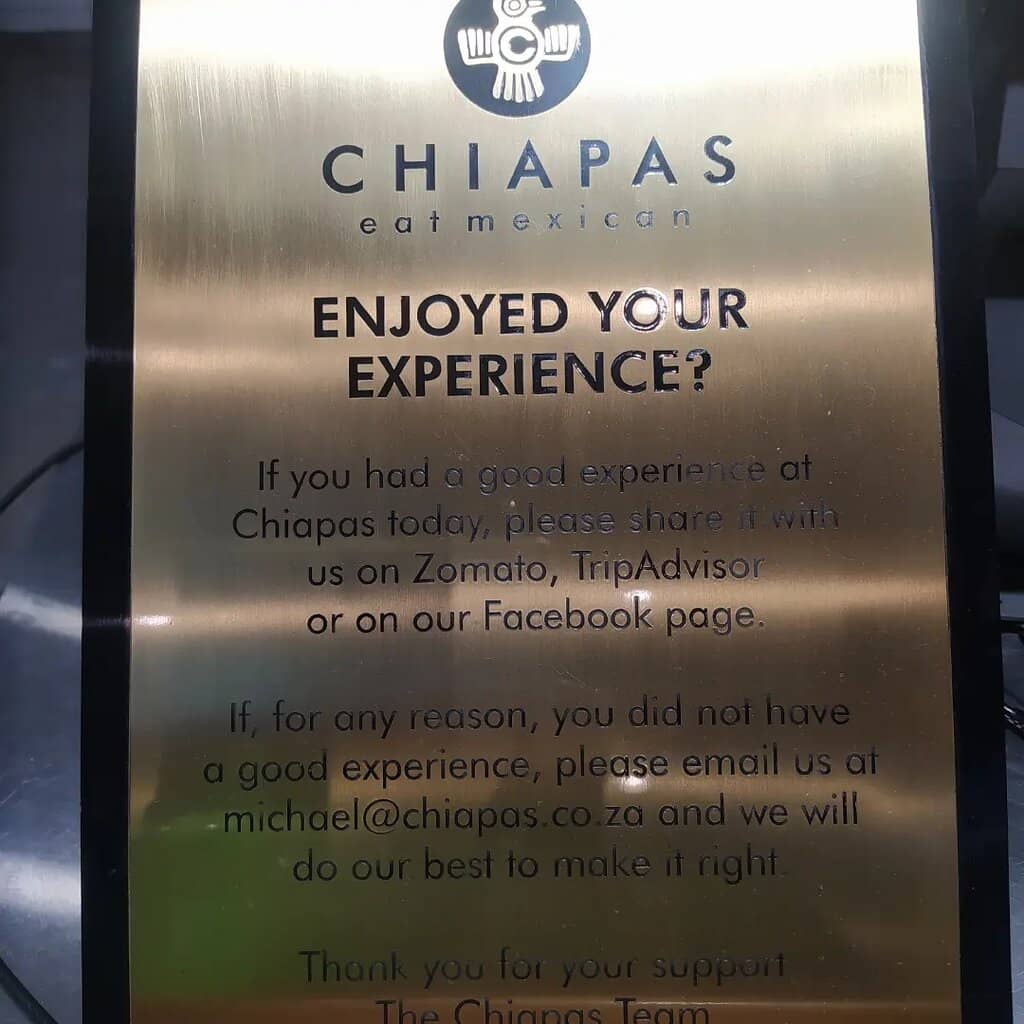 C
CHIAPAS
eat mexican
ENJOYED YOUR
EXPERIENCE?
If you had a good experience at
Chiapas today, please share it with
us on Zomato, TripAdvisor
or on our Facebook page.
If, for any reason, you did not have
a good experience, please email us at
michael@chiapas.co.za and we will
do our best to make it right.
Thank you for your support
The Chiapas Team